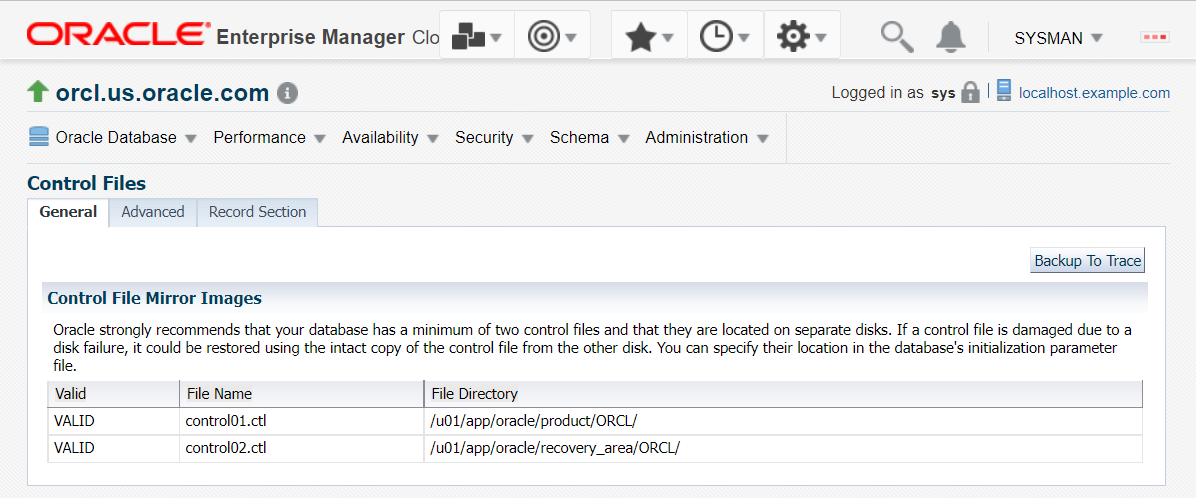 ORACLE Enterprise Manager Clo SYSMAN
orcl.us.oracle.com Logged in as sys localhost.example.com
Oracle Database Performance Availability Security Schema Administration
Control Files
General Advanced Record Section
Backup To Trace
Control File Mirror Images
Oracle strongly recommends that your database has a minimum of two control files and that they are located on separate disks. If a control file is damaged due to a
disk failure, it could be restored using the intact copy of the control file from the other disk. You can specify their location in the database's initialization parameter
file.
Valid File Name File Directory
VALID control01.ctl /u01/app/oracle/product/ORCL/
VALID control02.ctl /u01/app/oracle/recovery_area/ORCL/